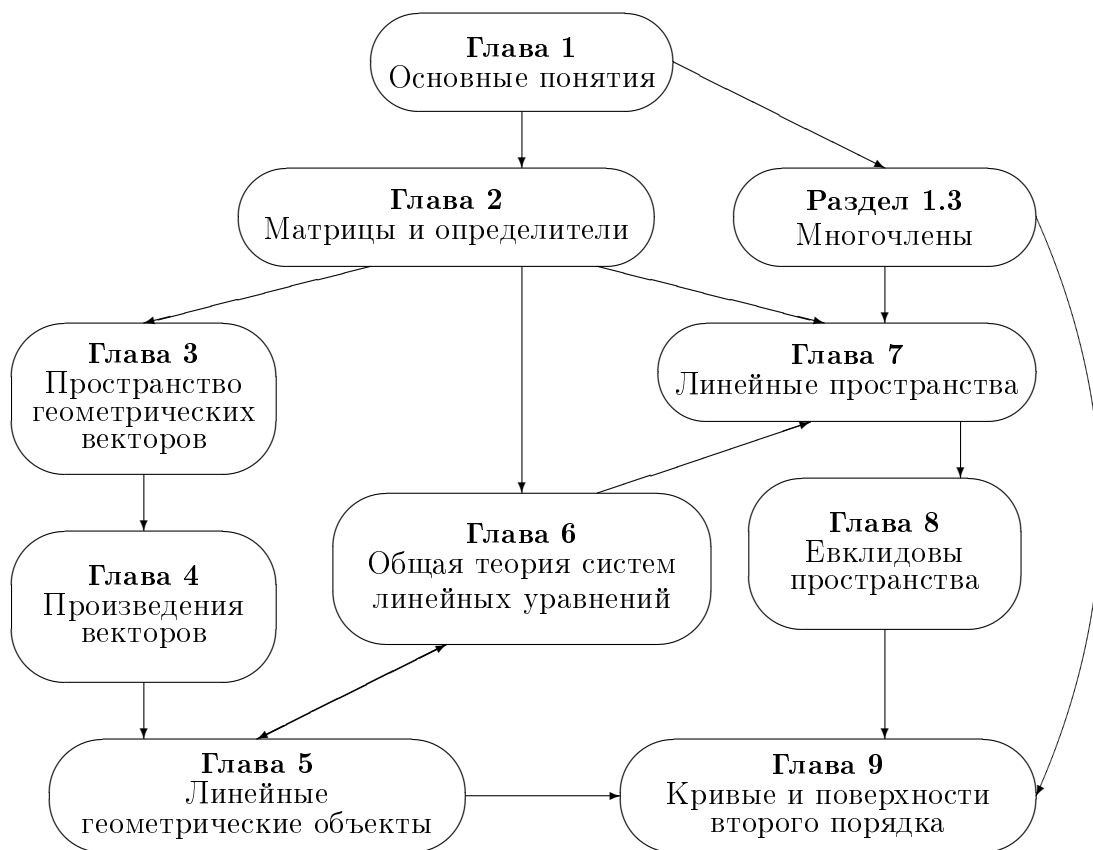 Глава 1
Основные понятия
Глава 2
Матрицы и определители
Раздел 1.3
Многочлены
Глава 3
Пространство
геометрических
векторов
Глава 7
Линейные пространства
Глава 6
Общая теория систем
линейных уравнений
Глава 8
Евклидовы
пространства
Глава 4
Произведения
векторов
Глава 5
Линейные
геометрические объекты
Глава 9
Кривые и поверхности
второго порядка